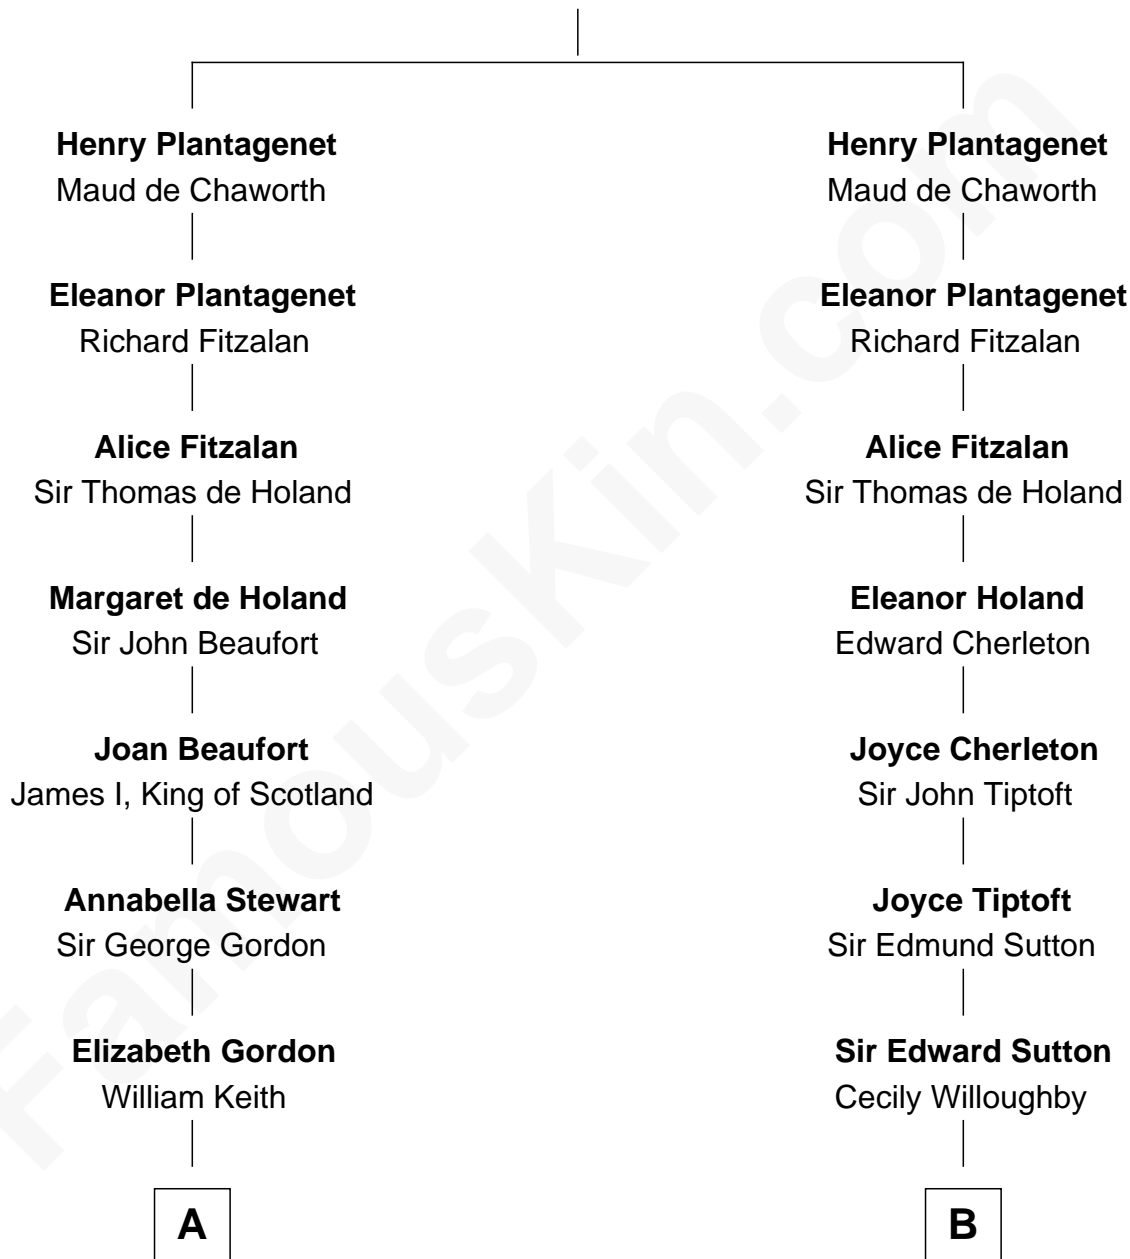 Henry Plantagenet
Maud de Chaworth
Eleanor Plantagenet
Richard Fitzalan
Alice Fitzalan
Sir Thomas de Holand
Margaret de Holand
Sir John Beaufort
Joan Beaufort
James I, King of Scotland
Annabella Stewart
Sir George Gordon
Elizabeth Gordon
William Keith
A
Henry Plantagenet
Maud de Chaworth
Eleanor Plantagenet
Richard Fitzalan
Alice Fitzalan
Sir Thomas de Holand
Eleanor Holand
Edward Cherleton
Joyce Cherleton
Sir John Tiptoft
Joyce Tiptoft
Sir Edmund Sutton
Sir Edward Sutton
Cecily Willoughby
B
FamousKin.com